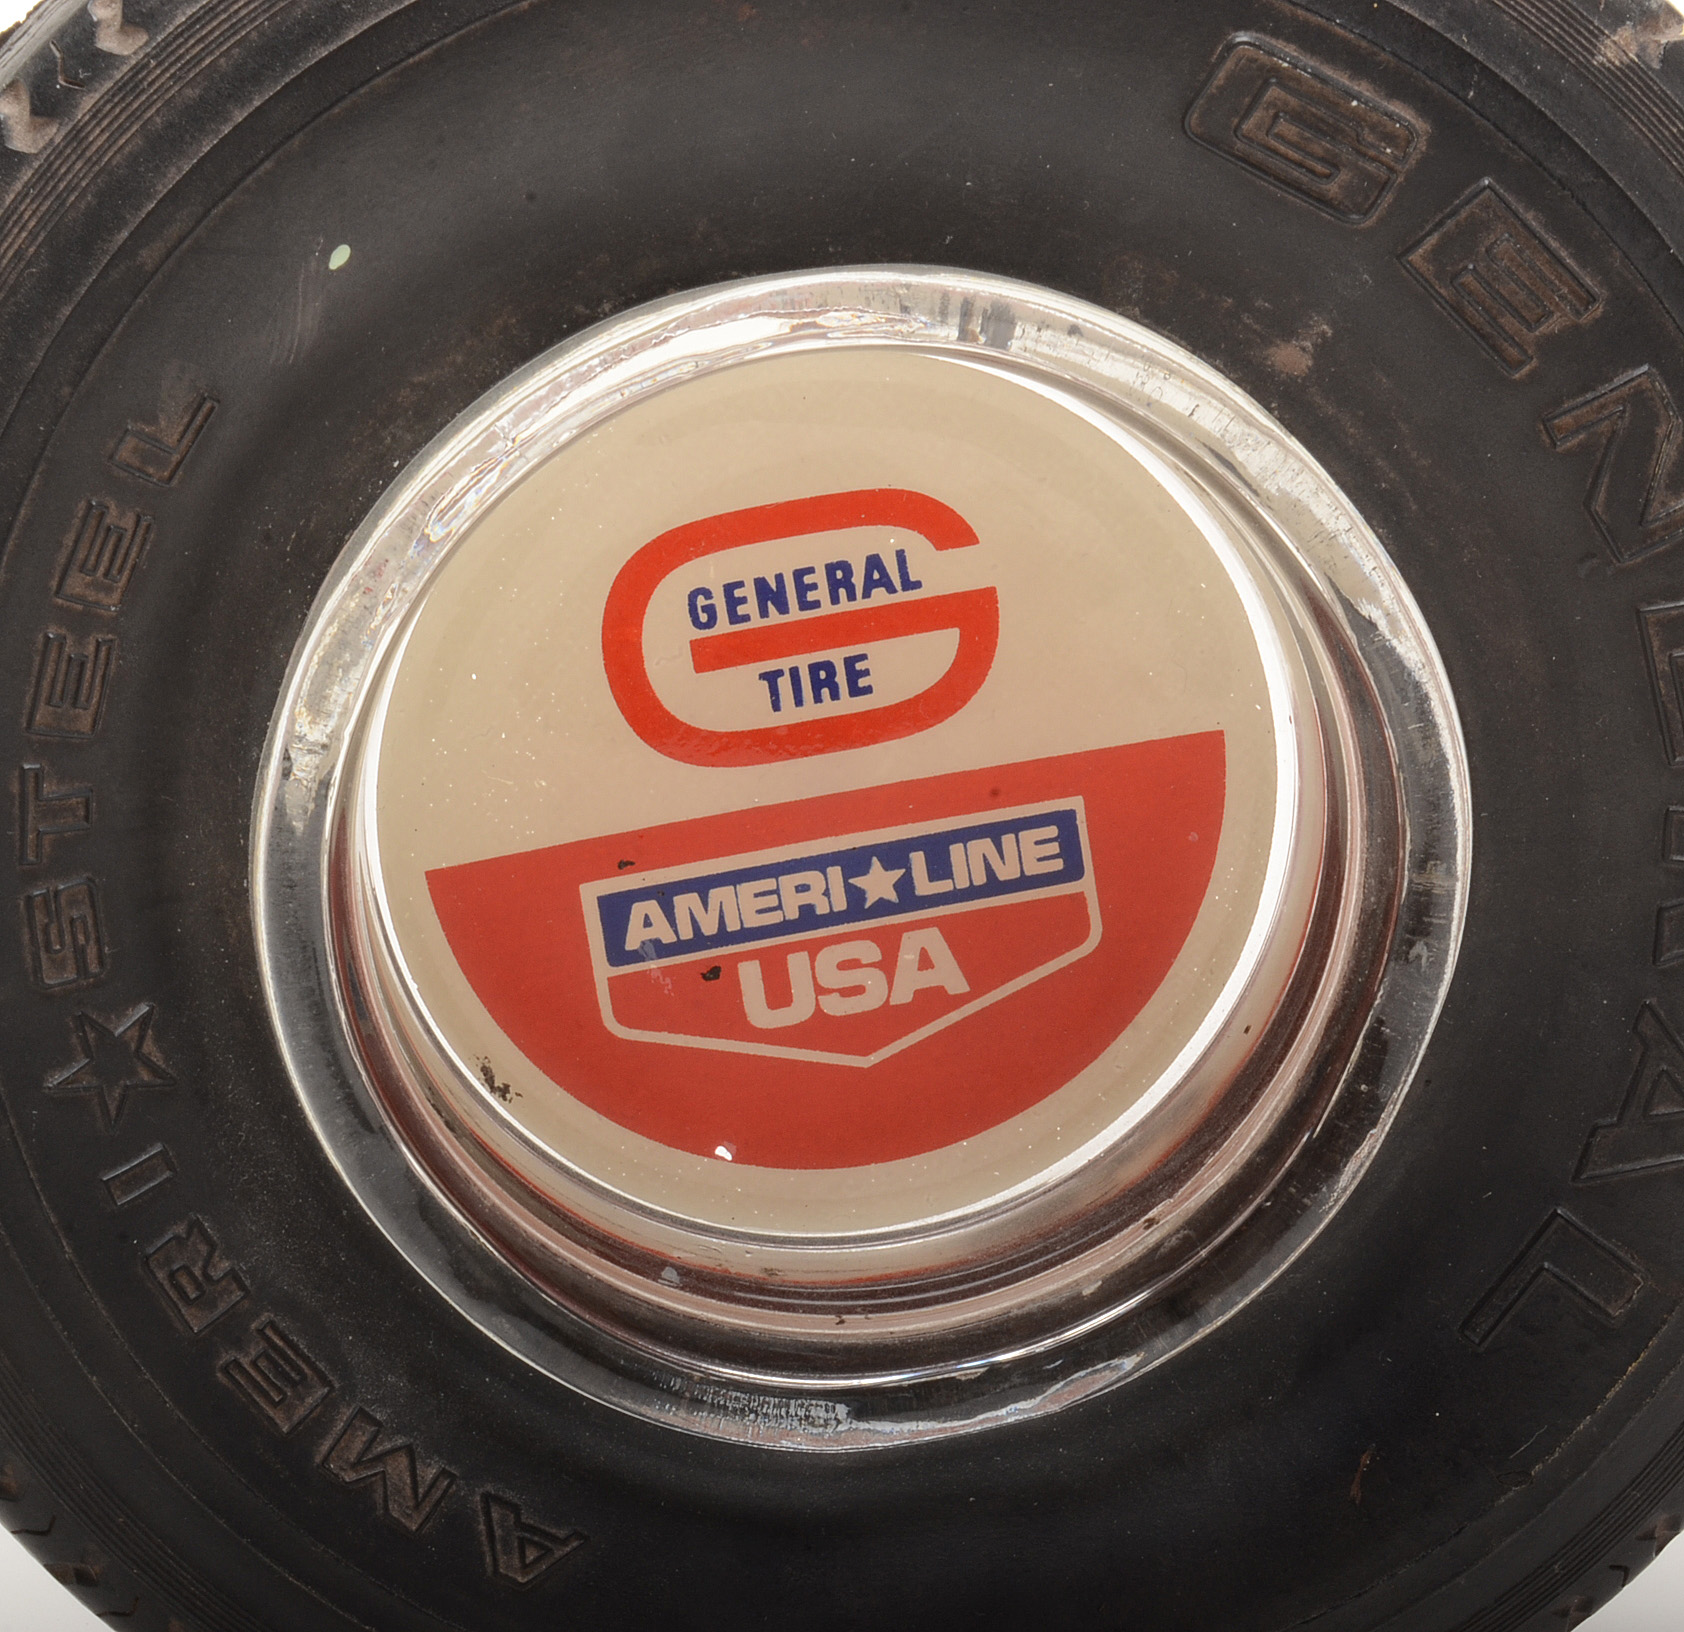 GENERAL
TIRE
AMERI★LINE
USA
GENERAL
AMERI★STEEL